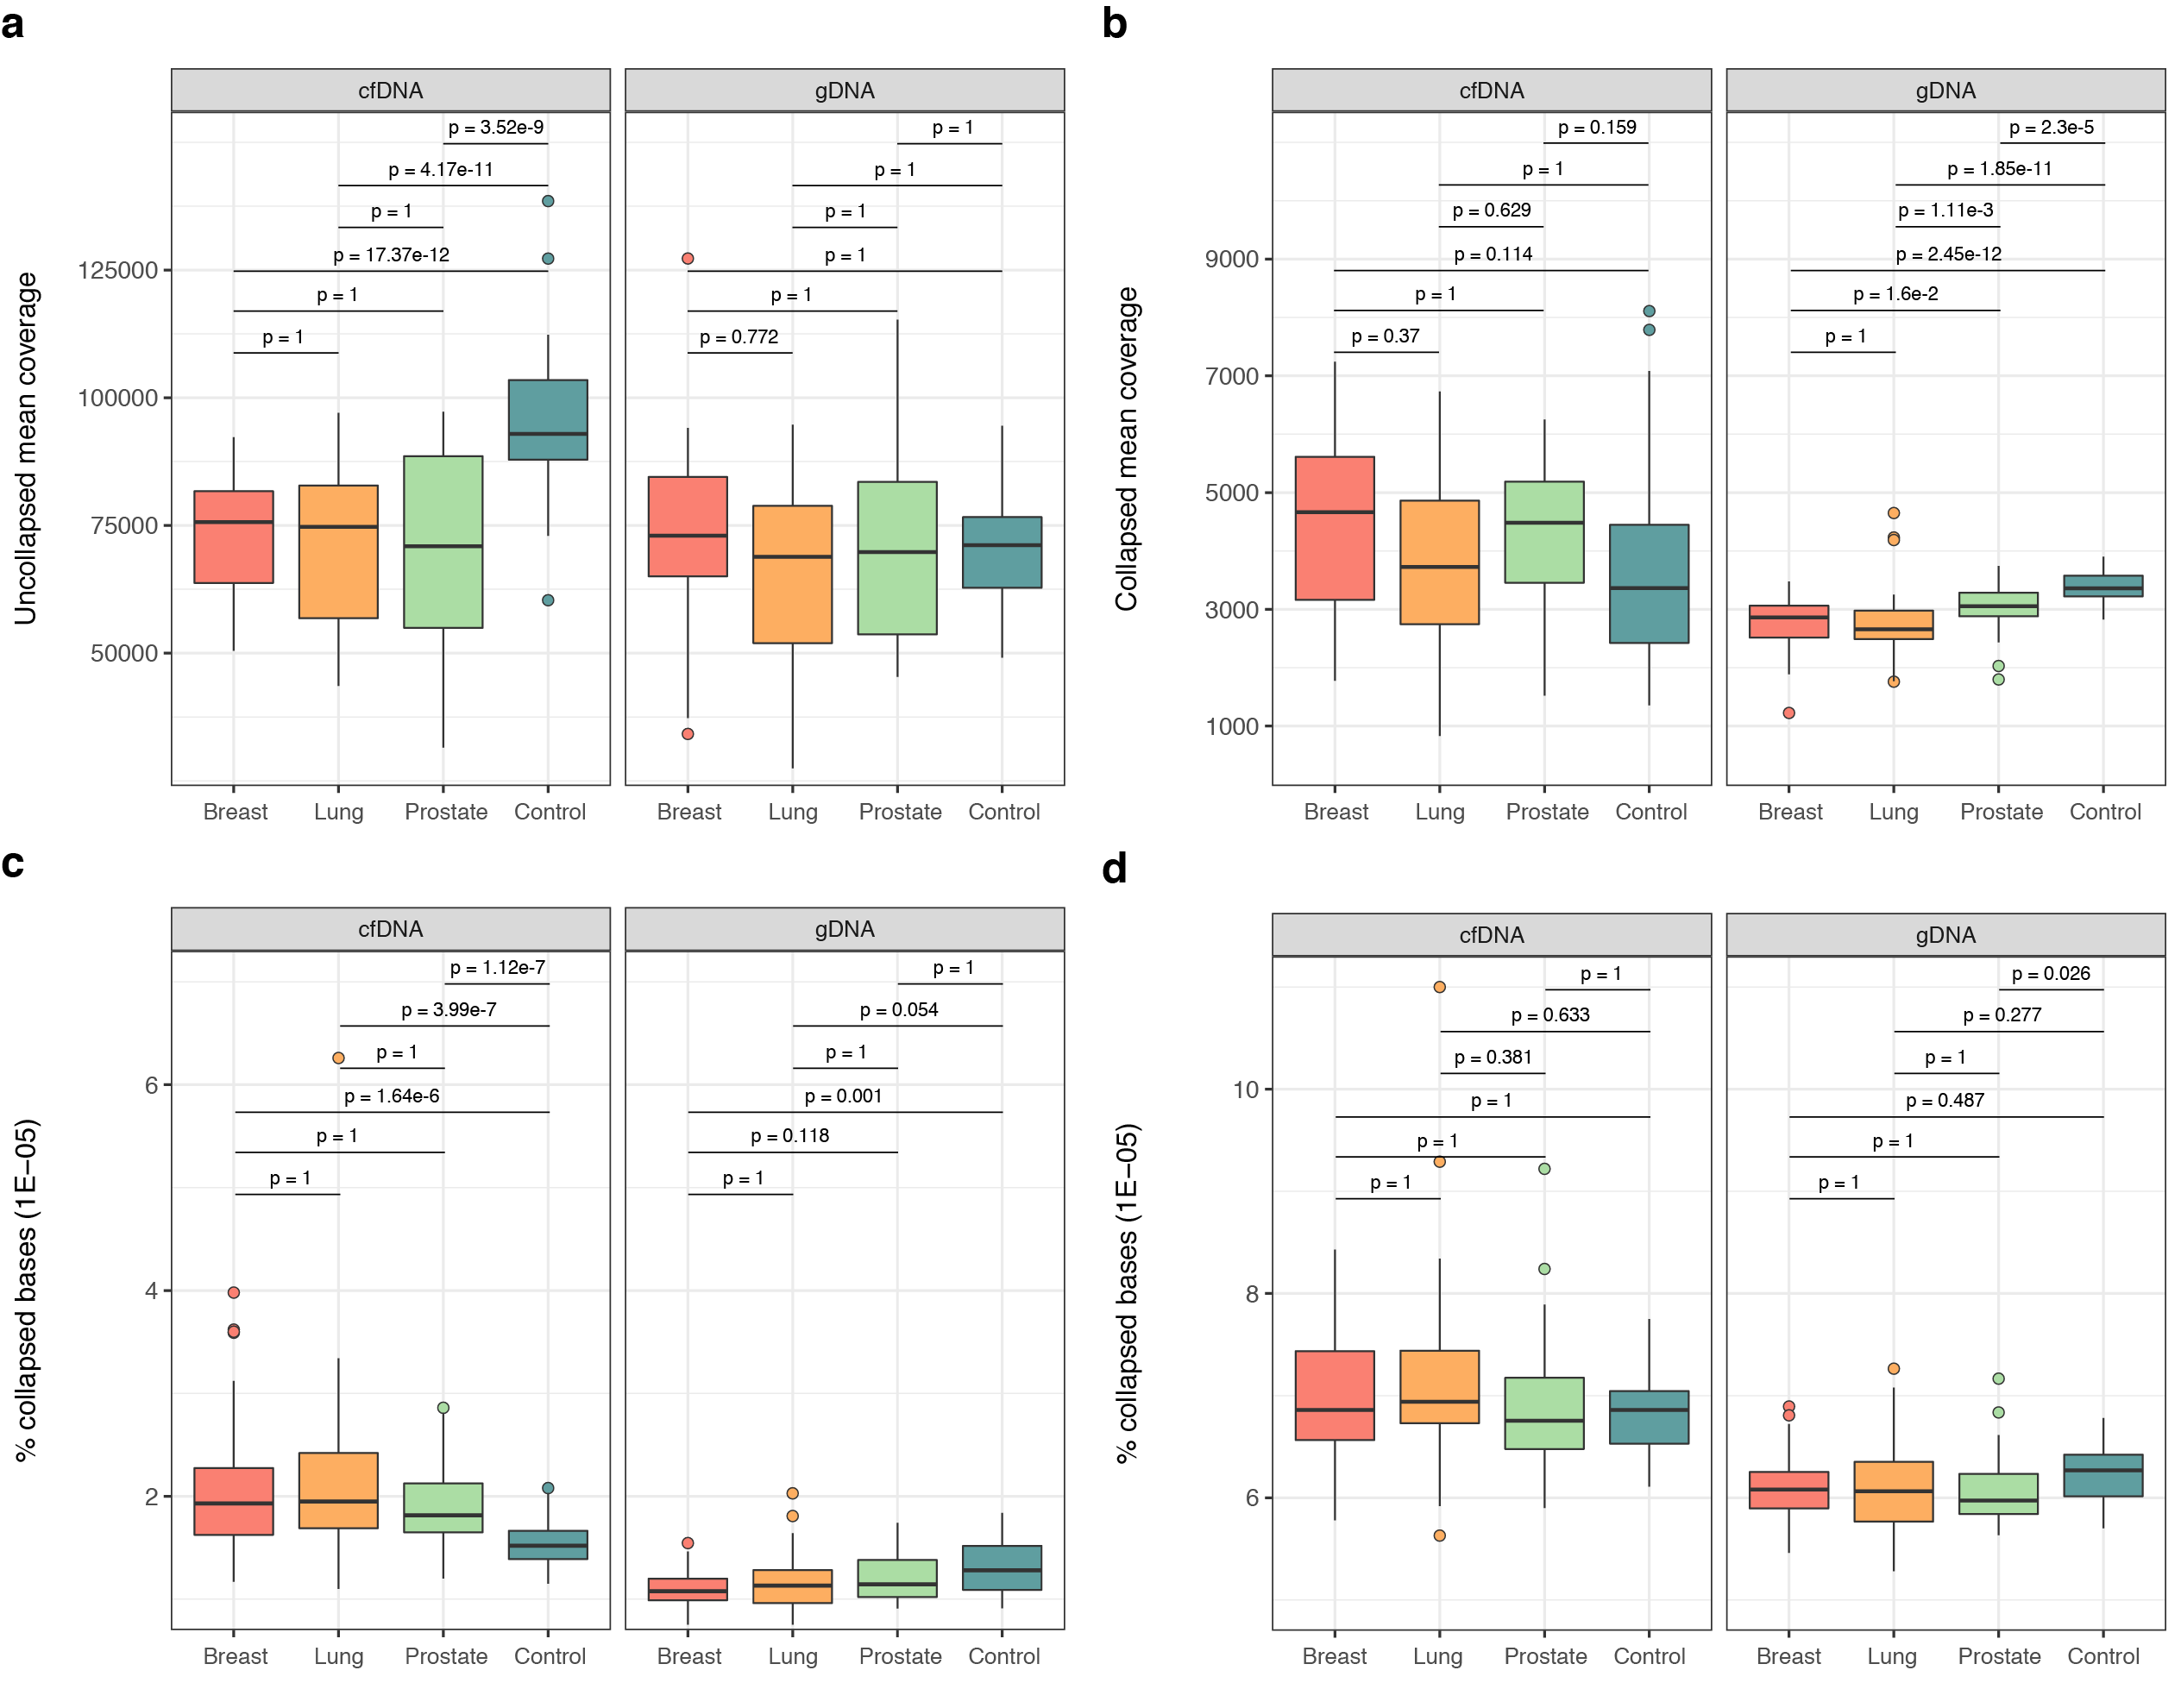 a
cfDNA
gDNA
Uncollapsed mean coverage
125000
100000
75000
50000
p = 3.52e-9
p = 4.17e-11
p = 1
p = 17.37e-12
p = 1
p = 1
p = 1
p = 1
p = 1
p = 1
p = 1
p = 0.772
Breast Lung Prostate Control
Breast Lung Prostate Control
b
cfDNA
gDNA
Collapsed mean coverage
9000
7000
5000
3000
1000
p = 0.159
p = 1
p = 0.629
p = 0.114
p = 1
p = 0.37
p = 2.3e-5
p = 1.85e-11
p = 1.11e-3
p = 2.45e-12
p = 1.6e-2
p = 1
Breast Lung Prostate Control
Breast Lung Prostate Control
c
cfDNA
gDNA
% collapsed bases (1E−05)
6
4
2
p = 1.12e-7
p = 3.99e-7
p = 1
p = 1.64e-6
p = 1
p = 1
p = 1
p = 0.054
p = 1
p = 0.001
p = 0.118
p = 1
Breast Lung Prostate Control
Breast Lung Prostate Control
d
cfDNA
gDNA
% collapsed bases (1E−05)
10
8
6
p = 1
p = 0.633
p = 0.381
p = 1
p = 1
p = 1
p = 0.026
p = 0.277
p = 1
p = 0.487
p = 1
p = 1
Breast Lung Prostate Control
Breast Lung Prostate Control